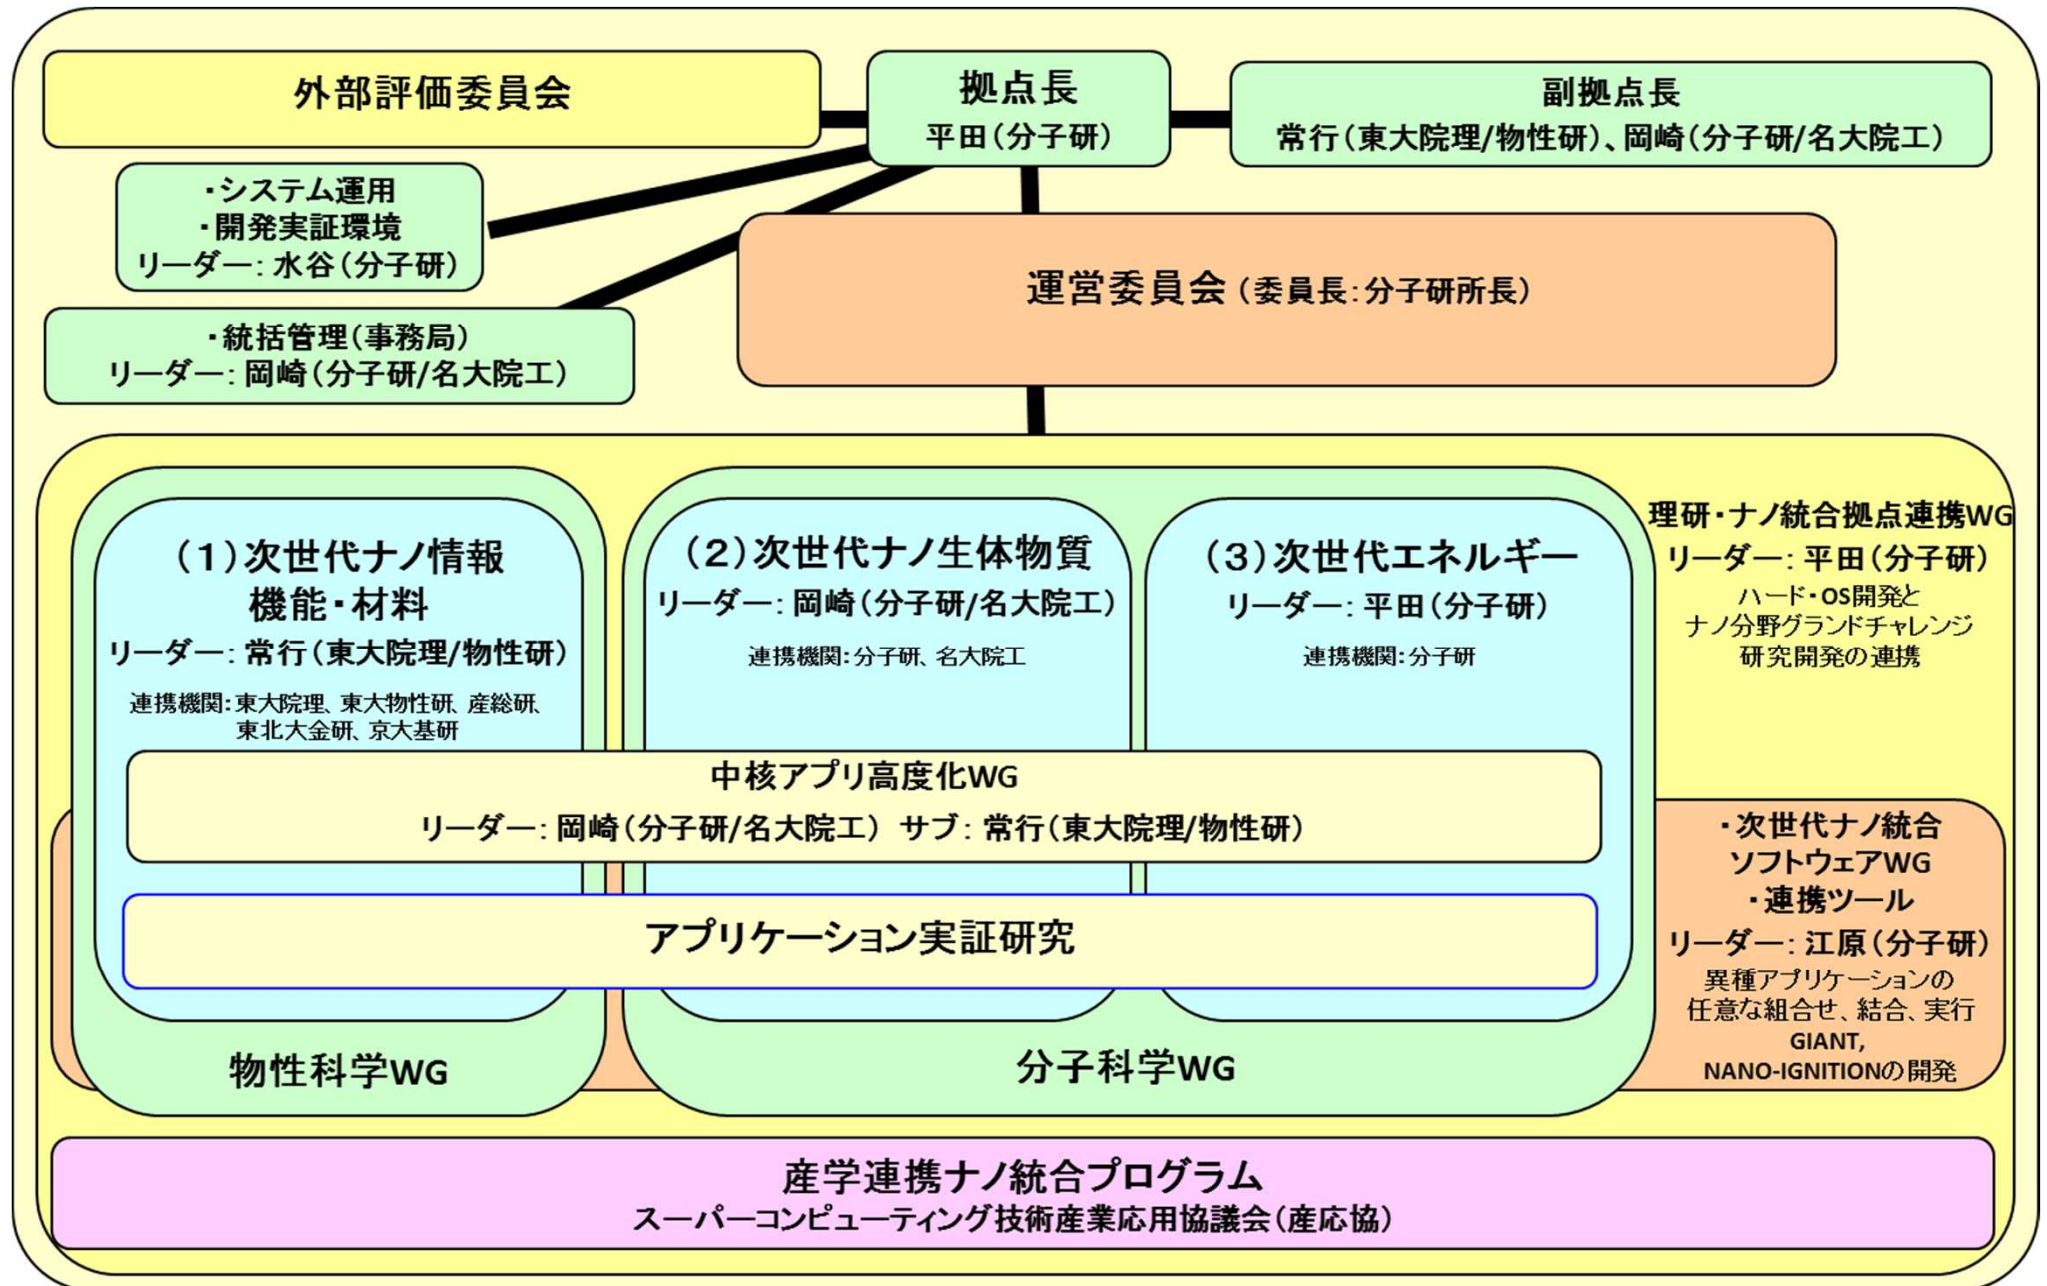 外部評価委員会
拠点長
平田(分子研)
副拠点長
常行(東大院理/物性研)、岡崎(分子研/名大院工)
・システム運用
・開発実証環境
リーダー:水谷(分子研)
・統括管理(事務局)
リーダー:岡崎(分子研/名大院工)
運営委員会(委員長:分子研所長)
(1)次世代ナノ情報
機能・材料
リーダー:常行(東大院理/物性研)
連携機関:東大院理、東大物性研、産総研、
東北大金研、京大基研
(2)次世代ナノ生体物質
リーダー:岡崎(分子研/名大院工)
連携機関:分子研、名大院工
(3)次世代エネルギー
リーダー:平田(分子研)
連携機関:分子研
理研・ナノ統合拠点連携WG
リーダー:平田(分子研)
ハード・OS開発と
ナノ分野グランドチャレンジ
研究開発の連携
中核アプリ高度化WG
リーダー:岡崎(分子研/名大院工) サブ:常行(東大院理/物性研)
アプリケーション実証研究
・次世代ナノ統合
ソフトウェアWG
・連携ツール
リーダー:江原(分子研)
異種アプリケーションの
任意な組合せ、結合、実行
GIANT,
NANO-IGNITIONの開発
物性科学WG
分子科学WG
産学連携ナノ統合プログラム
スーパーコンピューティング技術産業応用協議会(産応協)